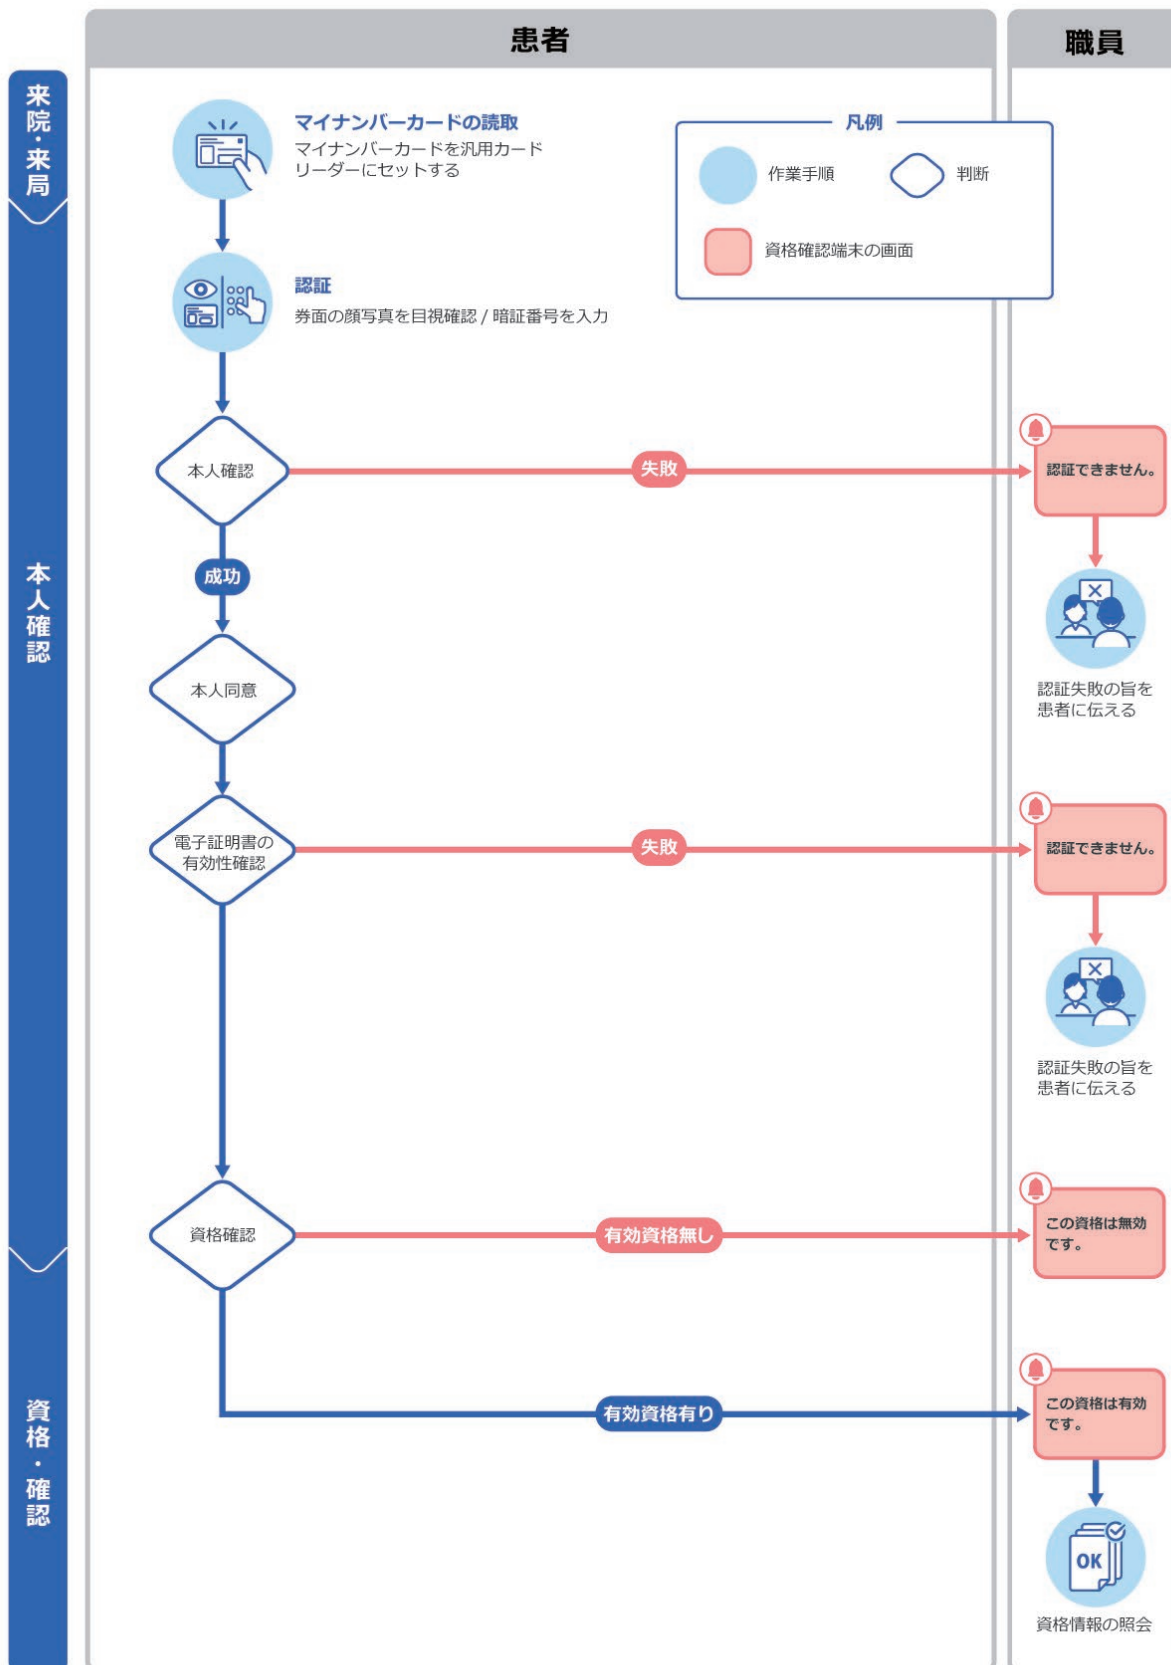 患者
職員
来院・来局
マイナンバーカードの読取
マイナンバーカードを汎用カード
リーダーにセットする
凡例
作業手順
判断
資格確認端末の画面
認証
券面の顔写真を目視確認 / 暗証番号を入力
本人確認
本人確認
失敗
認証できません。
成功
認証失敗の旨を
患者に伝える
本人同意
電子証明書の
有効性確認
失敗
認証できません。
認証失敗の旨を
患者に伝える
資格確認
有効資格無し
この資格は無効
です。
資格・確認
有効資格有り
この資格は有効
です。
OK
資格情報の照会